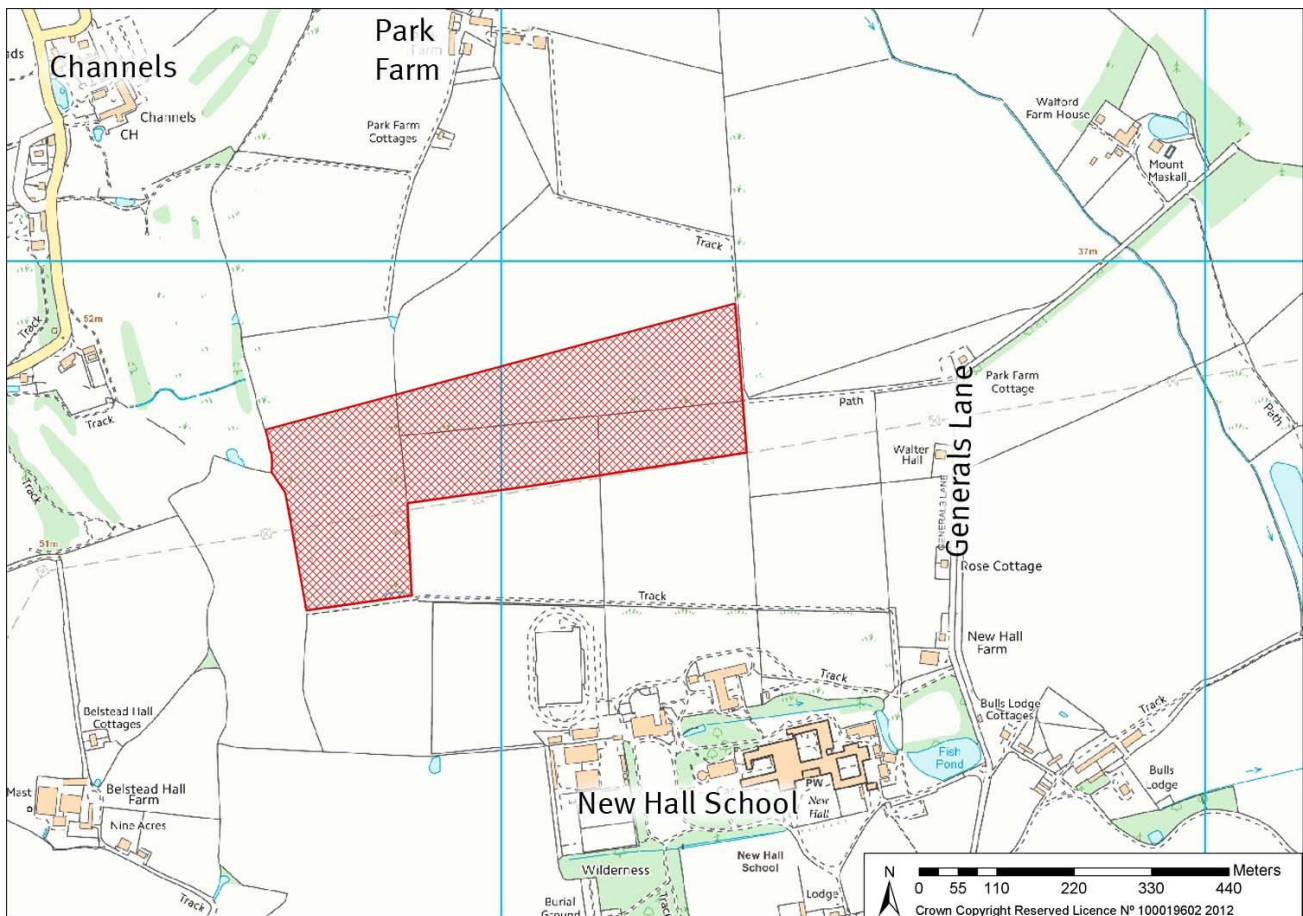 Park
Farm
Channels
nds
Channels
CH
Park Farm
Cottages
Walford
Farm House
Mount
Maskall
Track
37m
52m
Track
Track
Park Farm
Cottage
Path
Path
Generals Lane
GENERALS LANE
Walter
Hall
Track
51m
Rose Cottage
Track
New Hall
Farm
Track
Bulls Lodge
Cottages
Track
Belstead Hall
Cottages
Fish
Pond
Bulls
Lodge
Mast
Belstead Hall
Farm
PW
New
Hall
New Hall School
Nine Acres
New Hall
School
Wilderness
Track
Burial
Ground
Track
Lodge
N
Meters
0 55 110 220 330 440
Crown Copyright Reserved Licence Nº 100019602 2012